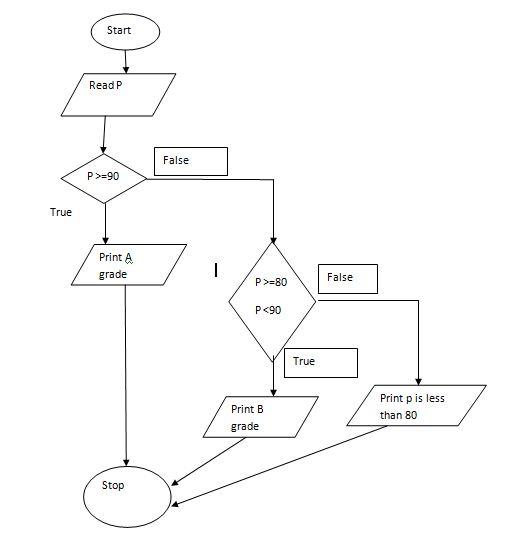 Start
Read P
P >=90
False
True
Print A
grade
P >=80
P <90
False
True
Print B
grade
Print p is less
than 80
Stop